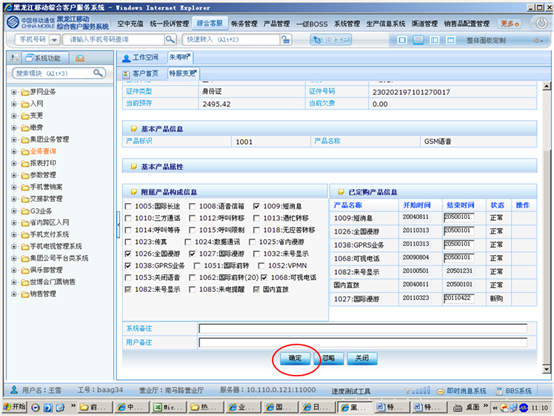 黑龙江移动综合客户服务系统 - Windows Internet Explorer
中国移动通信 CHINA MOBILE 黑龙江移动 综合客户服务系统
空中充值 统一投诉管理 综合客服 账务管理 产品管理 一级BOSS 系统管理 生产信息系统 渠道管理 销售品配置管理 更多
手机号码 请输入手机号码查询 快速转入 (Alt+2) 整体面板定制
系统功能 工作空间 朱寿昕
搜索模块 (Alt+3) 客户首页 特服变更
梦网业务
入网
变更
缴费
集团业务管理
业务查询
报表打印
参数管理
手机营销案
交接款管理
G3业务
省内跨区入网
手机支付系统
手机电视管理系统
集团公司平台类系统
俱乐部管理
世博会门票销售
销售管理
证件类型 身份证 证件号码 230202197101270017
当前预存 2495.42 当前欠费 0.00
基本产品信息
产品标识 1001 产品名称 GSM语音
基本产品属性
附属产品构成信息
1005:国际长途 1008:语音信箱 1009:短消息
1010:三方通话 1012:呼叫转移 1013:遇忙转移
1014:呼叫等待 1015:呼叫限制 1018:无应答转移
1023:传真 1024:数据通讯 1025:省内漫游
1026:全国漫游 1027:国际漫游 1032:来号显示
1038:GPRS业务 1051:国际前转 1052:VPMN
1053:关闭语音 1062:国际前转(20) 1068:可视电话
1082:来号显示 1085:来电提醒 国内直拨
已定购产品信息
产品名称 开始时间 结束时间 状态 操作
1009:短消息 20040811 20500101 正常
1026:全国漫游 20110313 20500101 正常
1038:GPRS业务 20110313 20500101 正常
1068:可视电话 20090804 20500101 正常
1082:来号显示 20100501 20501231 正常
国内直拨 20040811 20500101 正常
1027:国际漫游 20110323 20110422 新购
系统备注
用户备注
确定 忽略 关闭
用户名：王雪 工号：baag34 营业厅：南马路营业厅 服务器：10.110.0.121:11000 速度测试工具 即时消息系统 BBS系统
开始 前... 中... Mic... 热... 业... 国... 日... 黑... 特... 特... 11:10